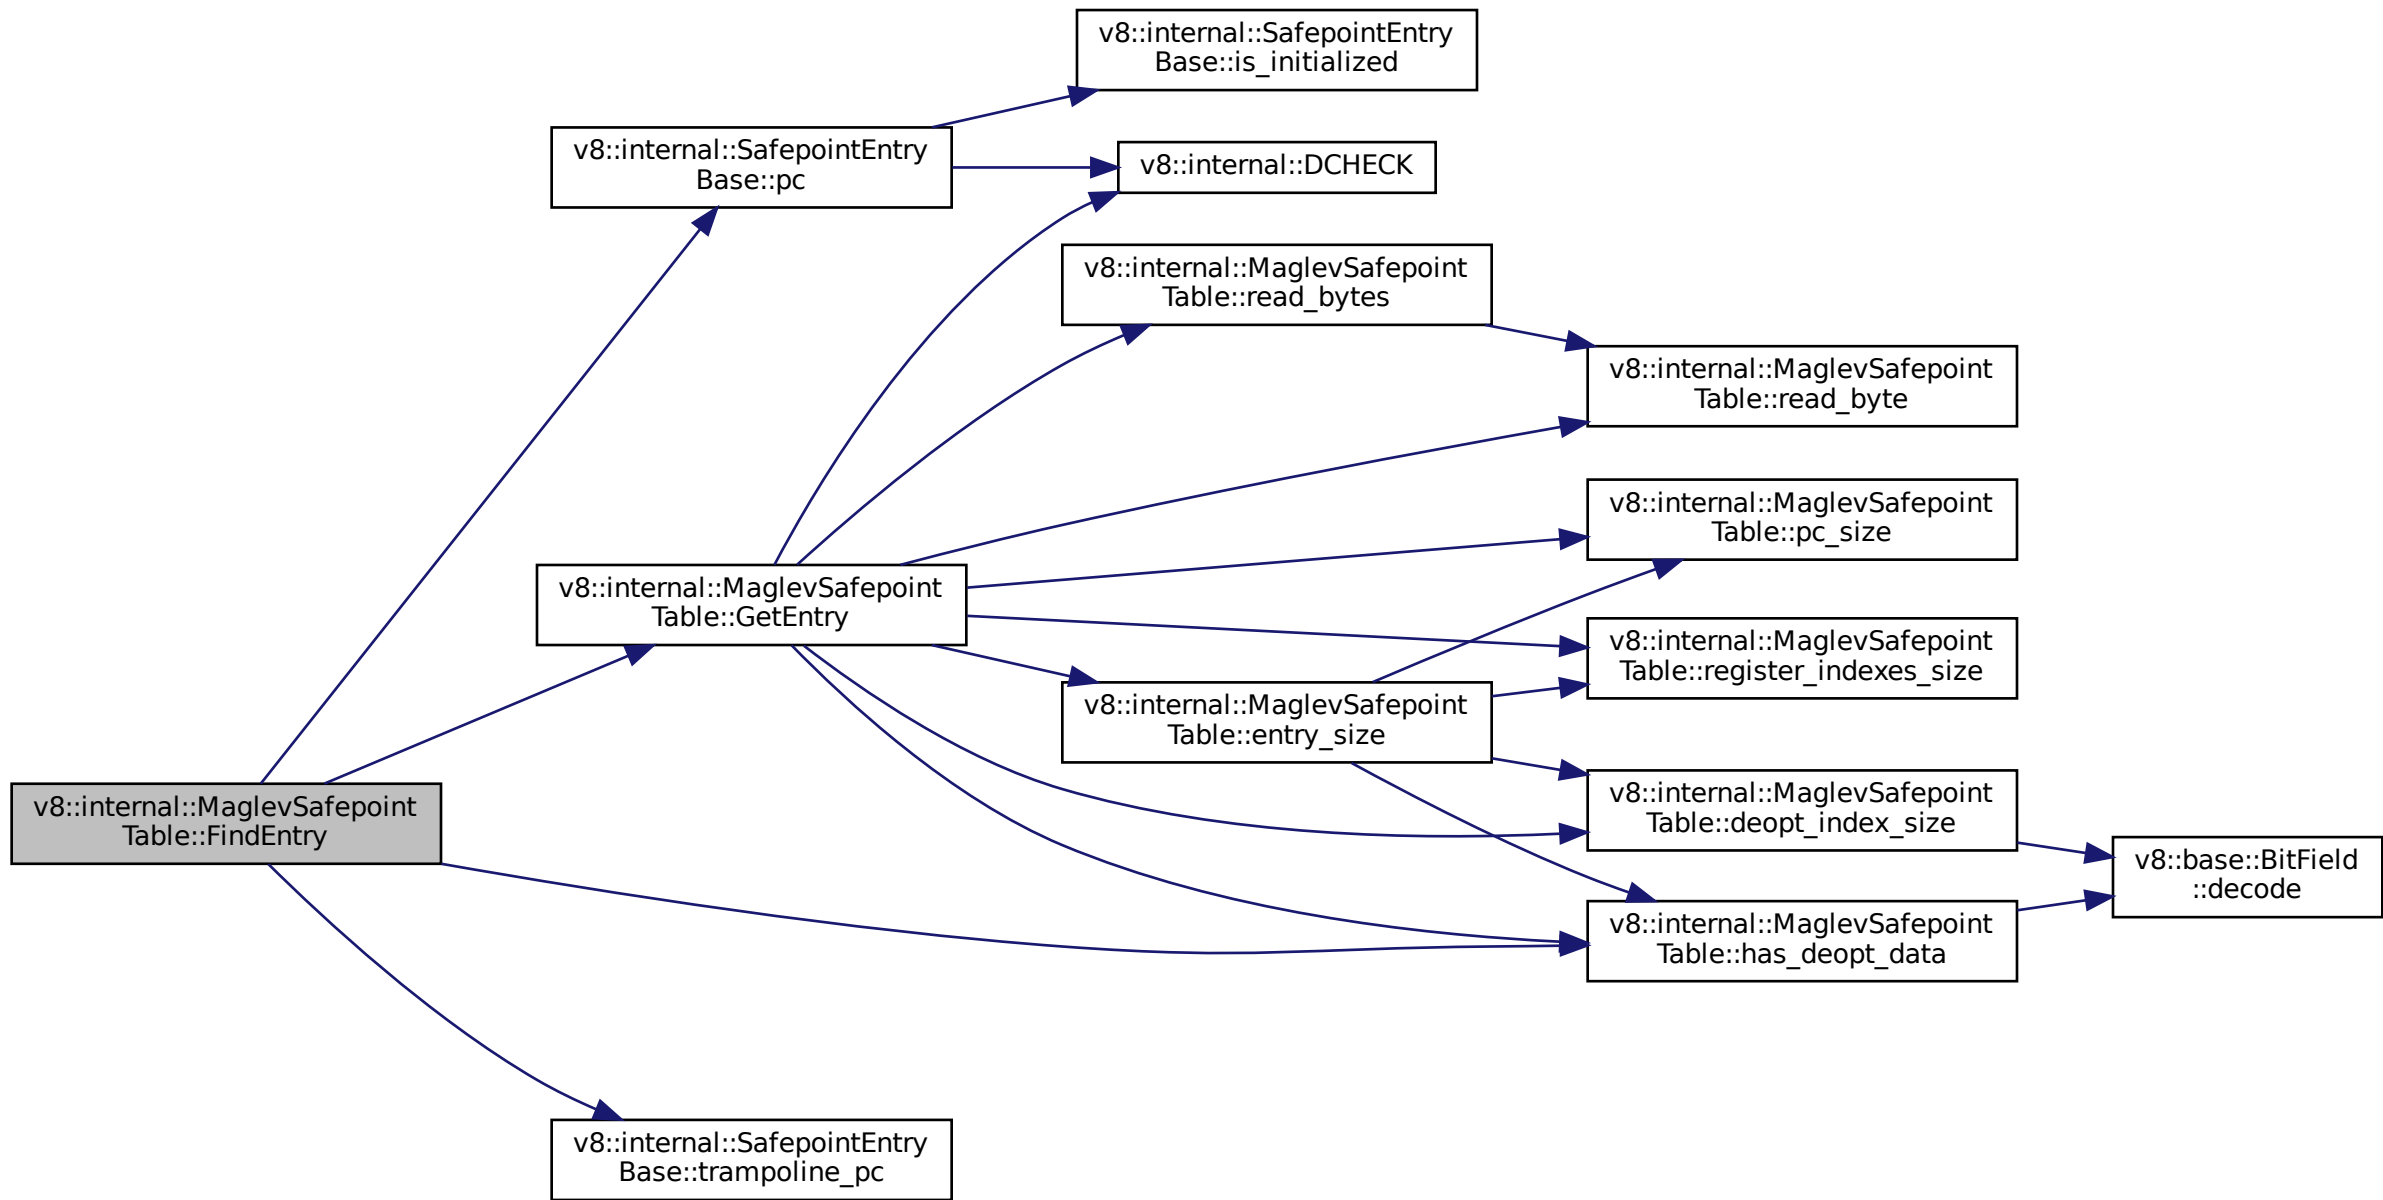 v8::internal::SafepointEntry
Base::is_initialized
v8::internal::SafepointEntry
Base::pc
v8::internal::DCHECK
v8::internal::MaglevSafepoint
Table::read_bytes
v8::internal::MaglevSafepoint
Table::read_byte
v8::internal::MaglevSafepoint
Table::pc_size
v8::internal::MaglevSafepoint
Table::GetEntry
v8::internal::MaglevSafepoint
Table::register_indexes_size
v8::internal::MaglevSafepoint
Table::entry_size
v8::internal::MaglevSafepoint
Table::FindEntry
v8::internal::MaglevSafepoint
Table::deopt_index_size
v8::base::BitField
::decode
v8::internal::MaglevSafepoint
Table::has_deopt_data
v8::internal::SafepointEntry
Base::trampoline_pc